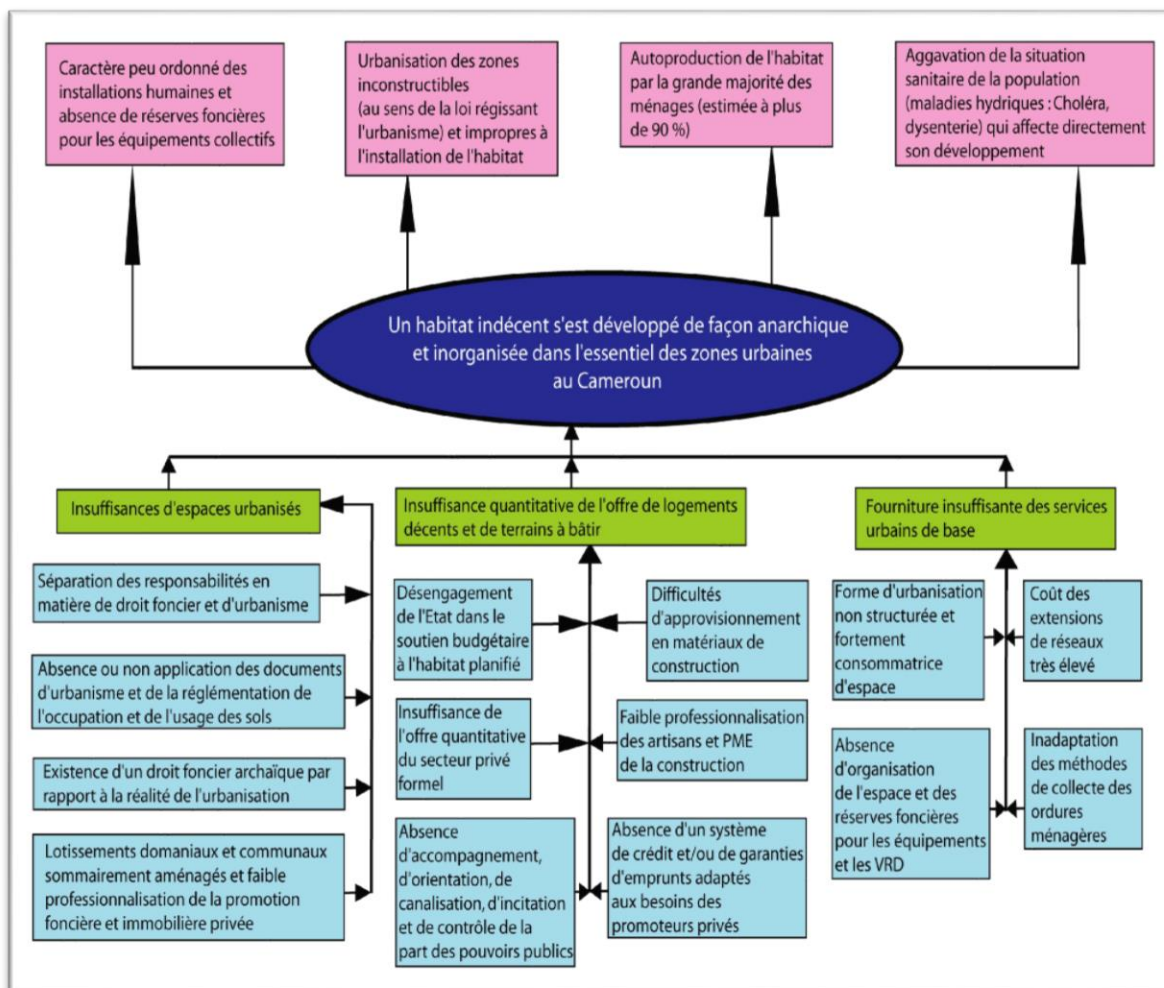 Caractère peu ordonné des
installations humaines et
absence de réserves foncières
pour les équipements collectifs
Urbanisation des zones
inconstructibles
(au sens de la loi régissant
l'urbanisme) et impropres à
l'installation de l'habitat
Autoproduction de l'habitat
par la grande majorité des
ménages (estimée à plus
de 90 %)
Aggavation de la situation
sanitaire de la population
(maladies hydriques : Choléra,
dysenterie) qui affecte directement
son développement
Un habitat indécent s'est développé de façon anarchique
et inorganisée dans l'essentiel des zones urbaines
au Cameroun
Insuffisances d'espaces urbanisés
Séparation des responsabilités en
matière de droit foncier et d'urbanisme
Absence ou non application des documents
d'urbanisme et de la réglémentation de
l'occupation et de l'usage des sols
Existence d'un droit foncier archaïque par
rapport à la réalité de l'urbanisation
Lotissements domaniaux et communaux
sommairement aménagés et faible
professionnalisation de la promotion
foncière et immobilière privée
Insuffisance quantitative de l'offre de logements
décents et de terrains à bâtir
Désengagement
de l'Etat dans le
soutien budgétaire
à l'habitat planifié
Difficultés
d'approvisionnement
en matériaux de
construction
Insuffisance de
l'offre quantitative
du secteur privé
formel
Faible professionnalisation
des artisans et PME
de la construction
Absence
d'accompagnement,
d'orientation, de
canalisation, d'incitation
et de contrôle de la
part des pouvoirs publics
Absence d'un système
de crédit et/ou de garanties
d'emprunts adaptés
aux besoins des
promoteurs privés
Fourniture insuffisante des services
urbains de base
Forme d'urbanisation
non structurée et
fortement
consommatrice
d'espace
Coût des
extensions
de réseaux
très élevé
Absence
d'organisation
de l'espace et des
réserves foncières
pour les équipements
et les VRD
Inadaptation
des méthodes
de collecte des
ordures
ménagères